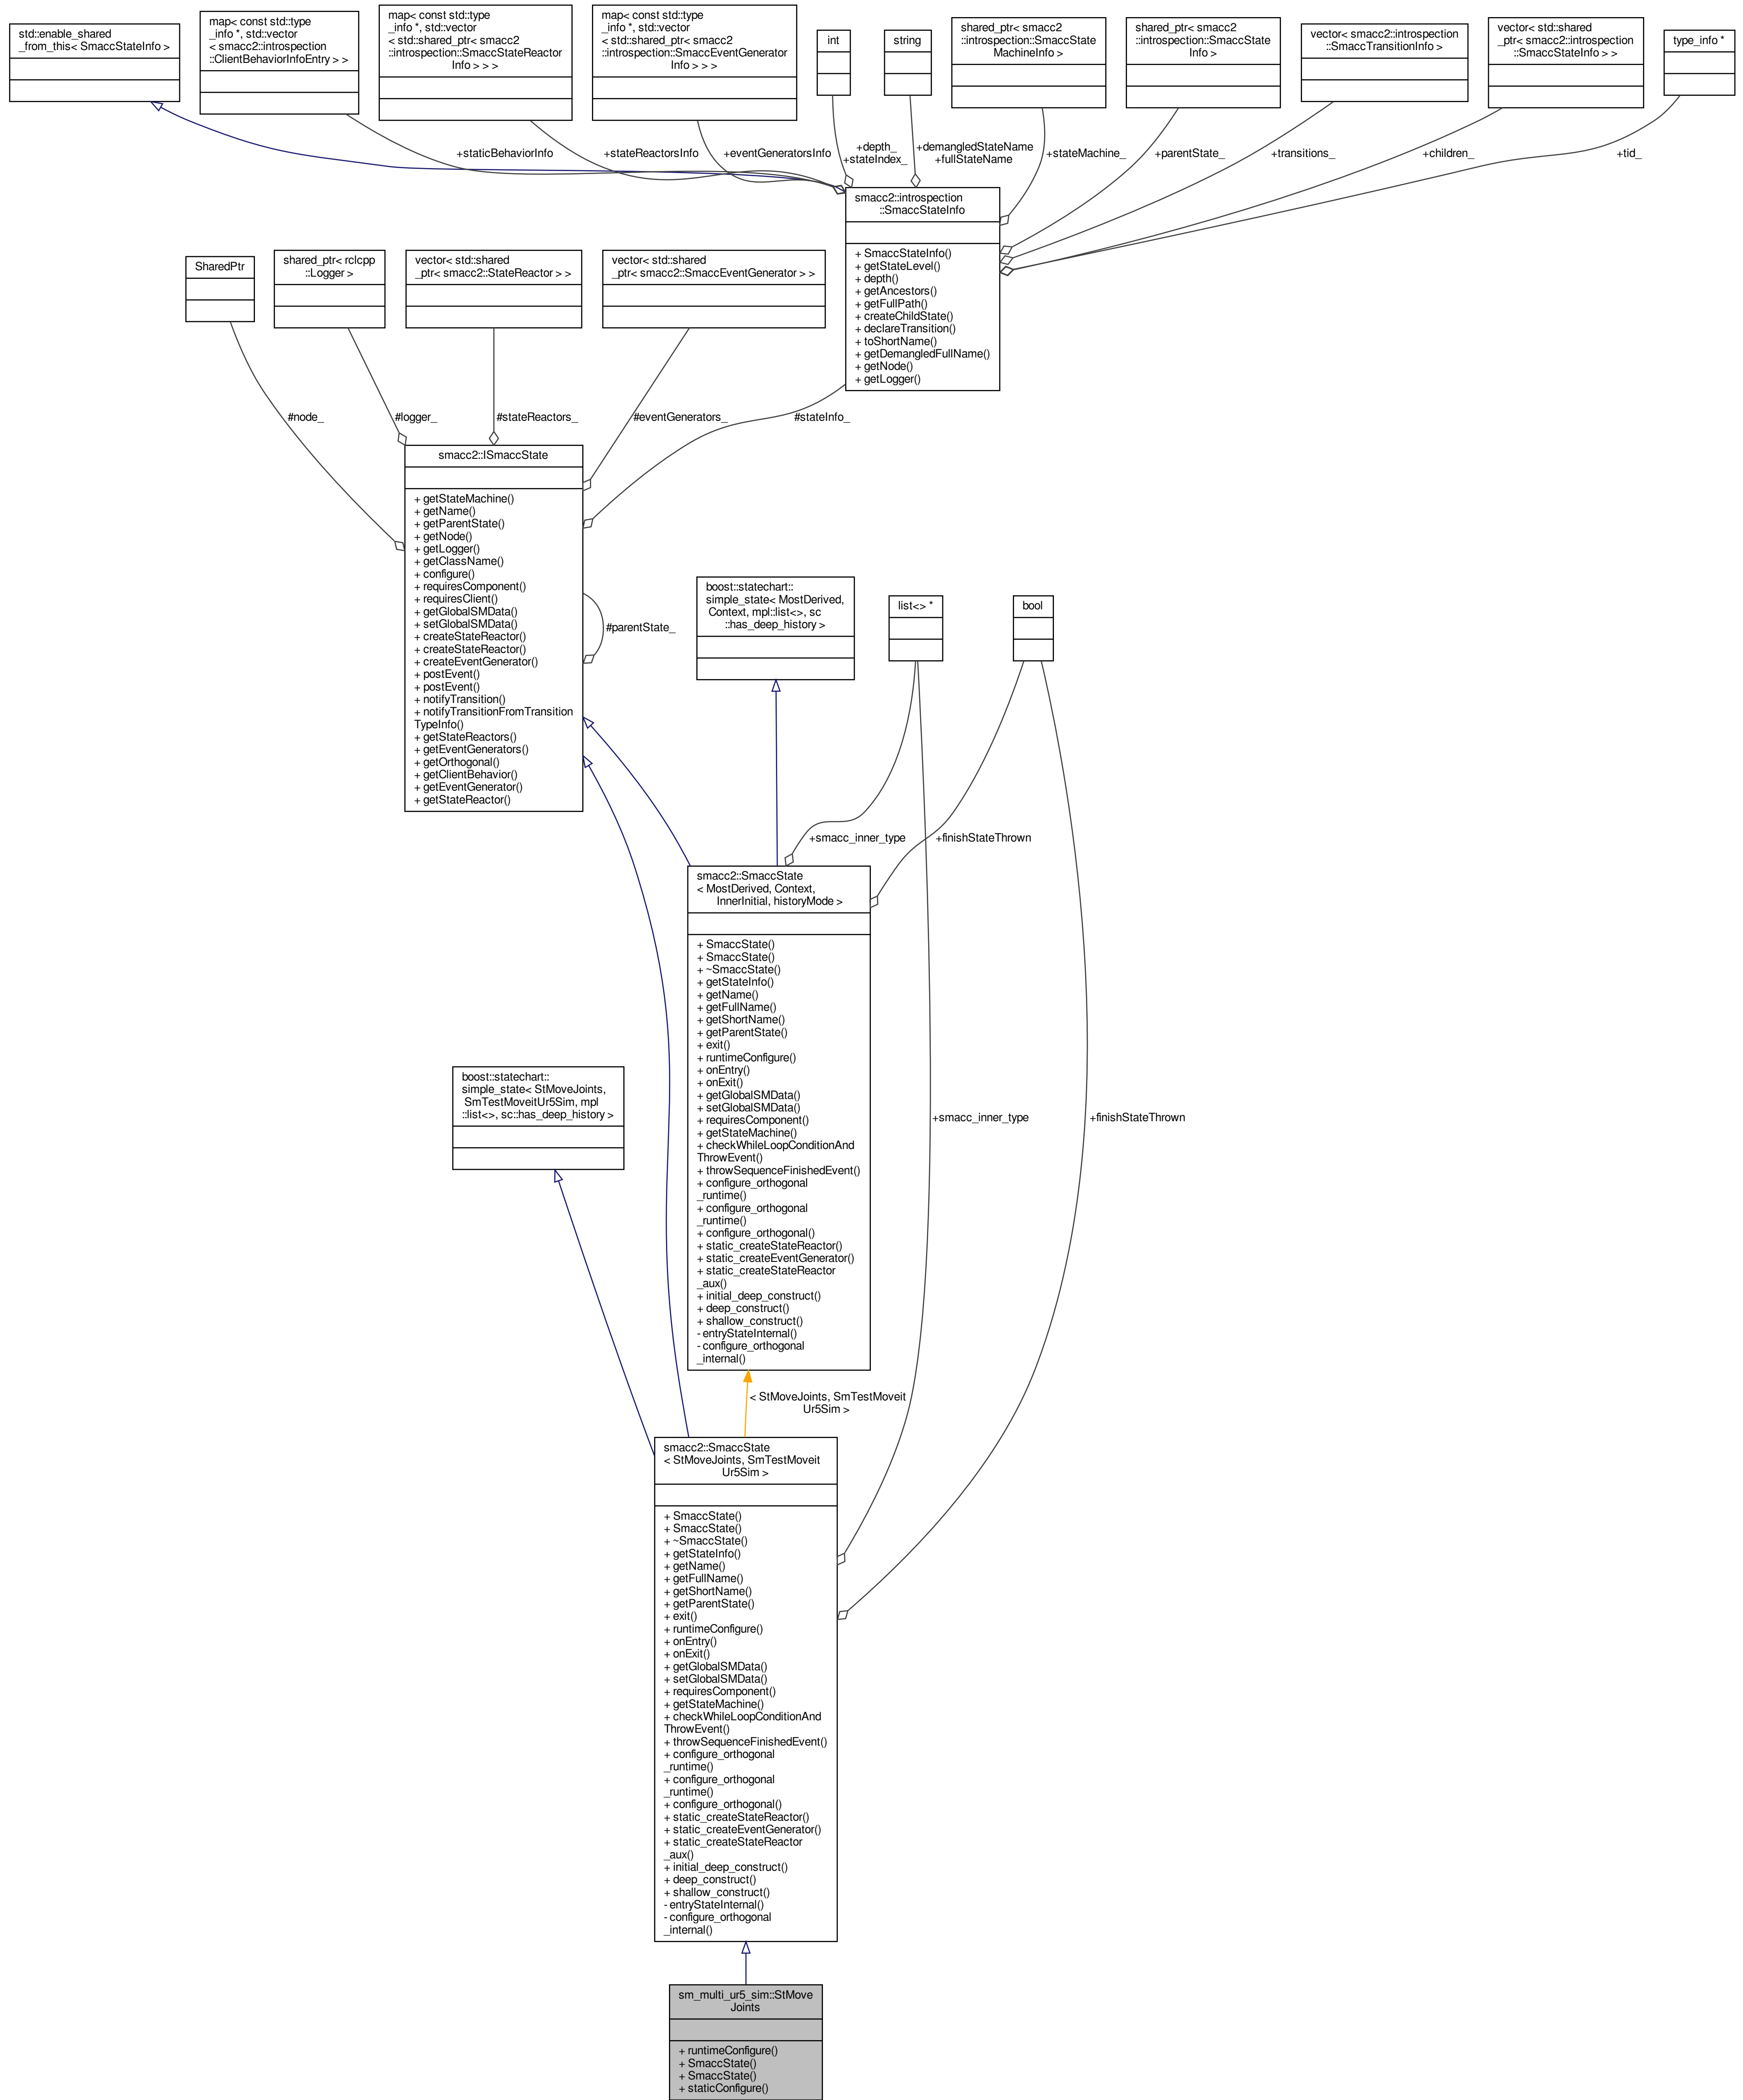 std::enable_shared
_from_this< SmaccStateInfo >
map< const std::type
_info *, std::vector
< smacc2::introspection
::ClientBehaviorInfoEntry > >
map< const std::type
_info *, std::vector
< std::shared_ptr< smacc2
::introspection::SmaccStateReactor
Info > > >
map< const std::type
_info *, std::vector
< std::shared_ptr< smacc2
::introspection::SmaccEventGenerator
Info > > >
int
string
shared_ptr< smacc2
::introspection::SmaccState
MachineInfo >
shared_ptr< smacc2
::introspection::SmaccState
Info >
vector< smacc2::introspection
::SmaccTransitionInfo >
vector< std::shared
_ptr< smacc2::introspection
::SmaccStateInfo > >
type_info *
+staticBehaviorInfo
+stateReactorsInfo
+eventGeneratorsInfo
+depth_
+stateIndex_
+demangledStateName
+fullStateName
+stateMachine_
+parentState_
+transitions_
+children_
+tid_
smacc2::introspection
::SmaccStateInfo
+ SmaccStateInfo()
+ getStateLevel()
+ depth()
+ getAncestors()
+ getFullPath()
+ createChildState()
+ declareTransition()
+ toShortName()
+ getDemangledFullName()
+ getNode()
+ getLogger()
SharedPtr
shared_ptr< rclcpp
::Logger >
vector< std::shared
_ptr< smacc2::StateReactor > >
vector< std::shared
_ptr< smacc2::SmaccEventGenerator > >
#node_
#logger_
#stateReactors_
#eventGenerators_
#stateInfo_
smacc2::ISmaccState
+ getStateMachine()
+ getName()
+ getParentState()
+ getNode()
+ getLogger()
+ getClassName()
+ configure()
+ requiresComponent()
+ requiresClient()
+ getGlobalSMData()
+ setGlobalSMData()
+ createStateReactor()
+ createStateReactor()
+ createEventGenerator()
+ postEvent()
+ postEvent()
+ notifyTransition()
+ notifyTransitionFromTransition
TypeInfo()
+ getStateReactors()
+ getEventGenerators()
+ getOrthogonal()
+ getClientBehavior()
+ getEventGenerator()
+ getStateReactor()
#parentState_
boost::statechart::
simple_state< MostDerived,
Context, mpl::list<>, sc
::has_deep_history >
list<> *
bool
+smacc_inner_type
+finishStateThrown
smacc2::SmaccState
< MostDerived, Context,
InnerInitial, historyMode >
+ SmaccState()
+ SmaccState()
+ ~SmaccState()
+ getStateInfo()
+ getName()
+ getFullName()
+ getShortName()
+ getParentState()
+ exit()
+ runtimeConfigure()
+ onEntry()
+ onExit()
+ getGlobalSMData()
+ setGlobalSMData()
+ requiresComponent()
+ getStateMachine()
+ checkWhileLoopConditionAnd
ThrowEvent()
+ throwSequenceFinishedEvent()
+ configure_orthogonal
_runtime()
+ configure_orthogonal
_runtime()
+ configure_orthogonal()
+ static_createStateReactor()
+ static_createEventGenerator()
+ static_createStateReactor
_aux()
+ initial_deep_construct()
+ deep_construct()
+ shallow_construct()
- entryStateInternal()
- configure_orthogonal
_internal()
boost::statechart::
simple_state< StMoveJoints,
SmTestMoveitUr5Sim, mpl
::list<>, sc::has_deep_history >
+smacc_inner_type
+finishStateThrown
< StMoveJoints, SmTestMoveit
Ur5Sim >
smacc2::SmaccState
< StMoveJoints, SmTestMoveit
Ur5Sim >
+ SmaccState()
+ SmaccState()
+ ~SmaccState()
+ getStateInfo()
+ getName()
+ getFullName()
+ getShortName()
+ getParentState()
+ exit()
+ runtimeConfigure()
+ onEntry()
+ onExit()
+ getGlobalSMData()
+ setGlobalSMData()
+ requiresComponent()
+ getStateMachine()
+ checkWhileLoopConditionAnd
ThrowEvent()
+ throwSequenceFinishedEvent()
+ configure_orthogonal
_runtime()
+ configure_orthogonal
_runtime()
+ configure_orthogonal()
+ static_createStateReactor()
+ static_createEventGenerator()
+ static_createStateReactor
_aux()
+ initial_deep_construct()
+ deep_construct()
+ shallow_construct()
- entryStateInternal()
- configure_orthogonal
_internal()
sm_multi_ur5_sim::StMove
Joints
+ runtimeConfigure()
+ SmaccState()
+ SmaccState()
+ staticConfigure()